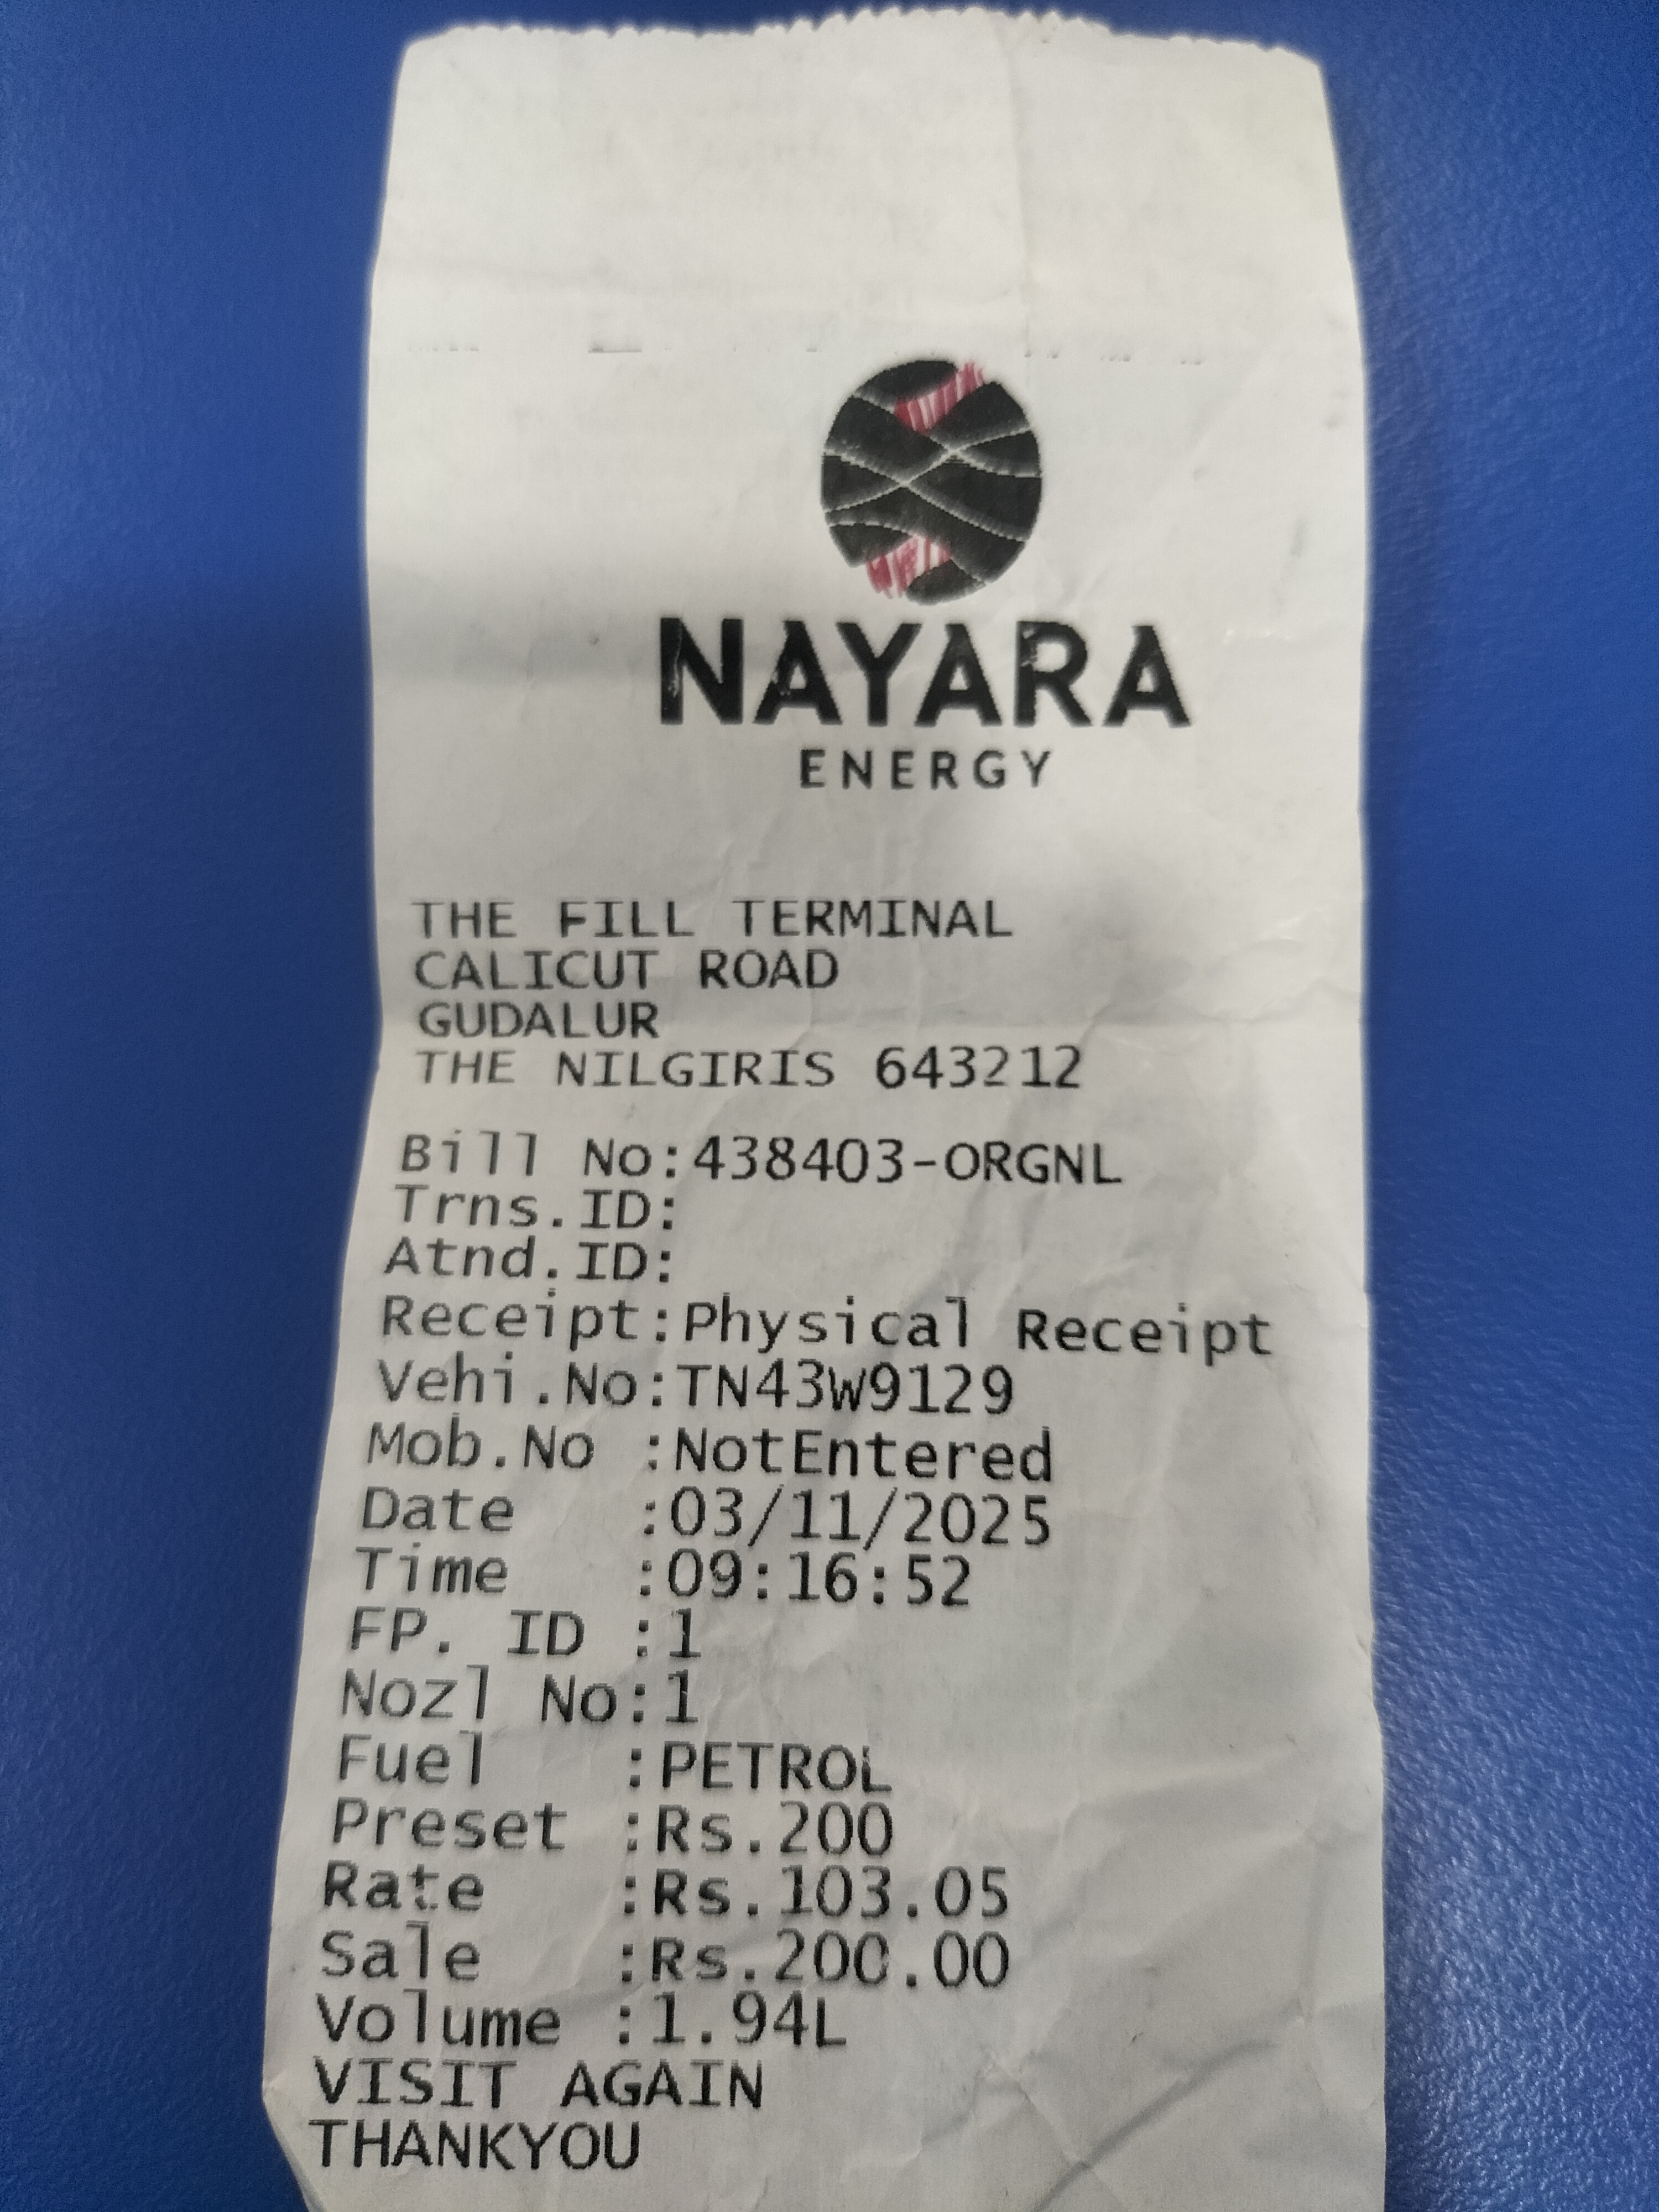 NAYARA
ENERGY
THE FILL TERMINAL
CALICUT ROAD
GUDALUR
THE NILGIRIS 643212
Bill No:438403-ORGNL
Trns.ID:
Atnd.ID:
Receipt:Physical Receipt
Vehi.No:TN43W9129
Mob.No :NotEntered
Date   :03/11/2025
Time   :09:16:52
FP. ID :1
Nozl No:1
Fuel   :PETROL
Preset :Rs.200
Rate   :Rs.103.05
Sale   :Rs.200.00
Volume :1.94L
VISIT AGAIN
THANKYOU